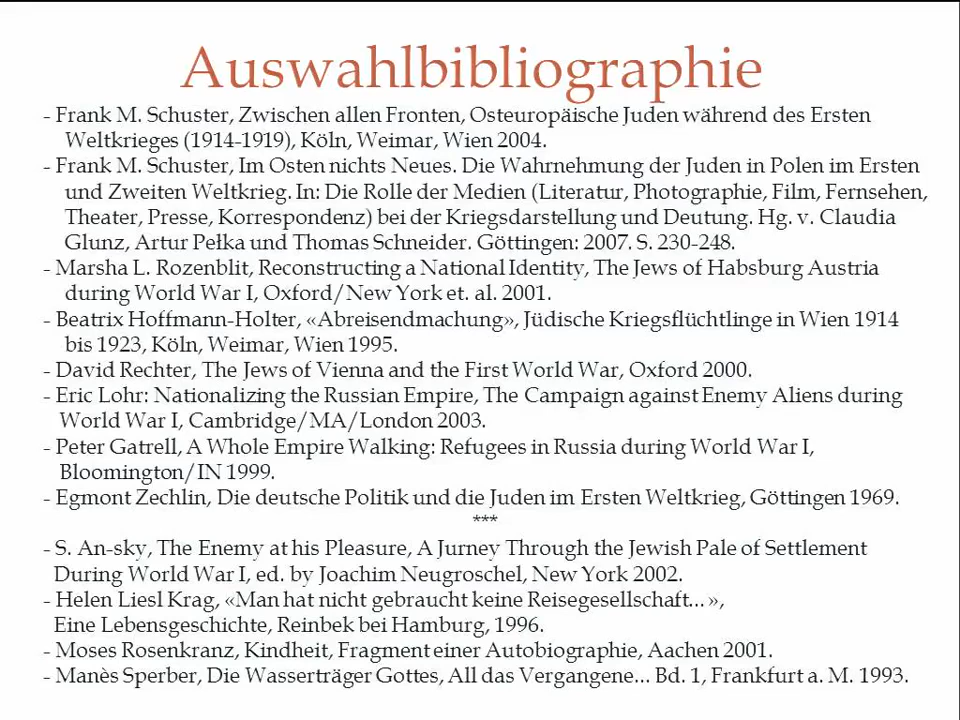 Auswahlbibliographie
- Frank M. Schuster, Zwischen allen Fronten, Osteuropäische Juden während des Ersten
Weltkrieges (1914-1919), Köln, Weimar, Wien 2004.
- Frank M. Schuster, Im Osten nichts Neues. Die Wahrnehmung der Juden in Polen im Ersten
und Zweiten Weltkrieg. In: Die Rolle der Medien (Literatur, Photographie, Film, Fernsehen,
Theater, Presse, Korrespondenz) bei der Kriegsdarstellung und Deutung. Hg. v. Claudia
Glunz, Artur Pełka und Thomas Schneider. Göttingen: 2007. S. 230-248.
- Marsha L. Rozenblit, Reconstructing a National Identity, The Jews of Habsburg Austria
during World War I, Oxford/New York et. al. 2001.
- Beatrix Hoffmann-Holter, «Abreisendmachung», Jüdische Kriegsflüchtlinge in Wien 1914
bis 1923, Köln, Weimar, Wien 1995.
- David Rechter, The Jews of Vienna and the First World War, Oxford 2000.
- Eric Lohr: Nationalizing the Russian Empire, The Campaign against Enemy Aliens during
World War I, Cambridge/MA/London 2003.
- Peter Gatrell, A Whole Empire Walking: Refugees in Russia during World War I,
Bloomington/IN 1999.
- Egmont Zechlin, Die deutsche Politik und die Juden im Ersten Weltkrieg, Göttingen 1969.
***
- S. An-sky, The Enemy at his Pleasure, A Jurney Through the Jewish Pale of Settlement
During World War I, ed. by Joachim Neugroschel, New York 2002.
- Helen Liesl Krag, «Man hat nicht gebraucht keine Reisegesellschaft... »,
Eine Lebensgeschichte, Reinbek bei Hamburg, 1996.
- Moses Rosenkranz, Kindheit, Fragment einer Autobiographie, Aachen 2001.
- Manès Sperber, Die Wasserträger Gottes, All das Vergangene... Bd. 1, Frankfurt a. M. 1993.